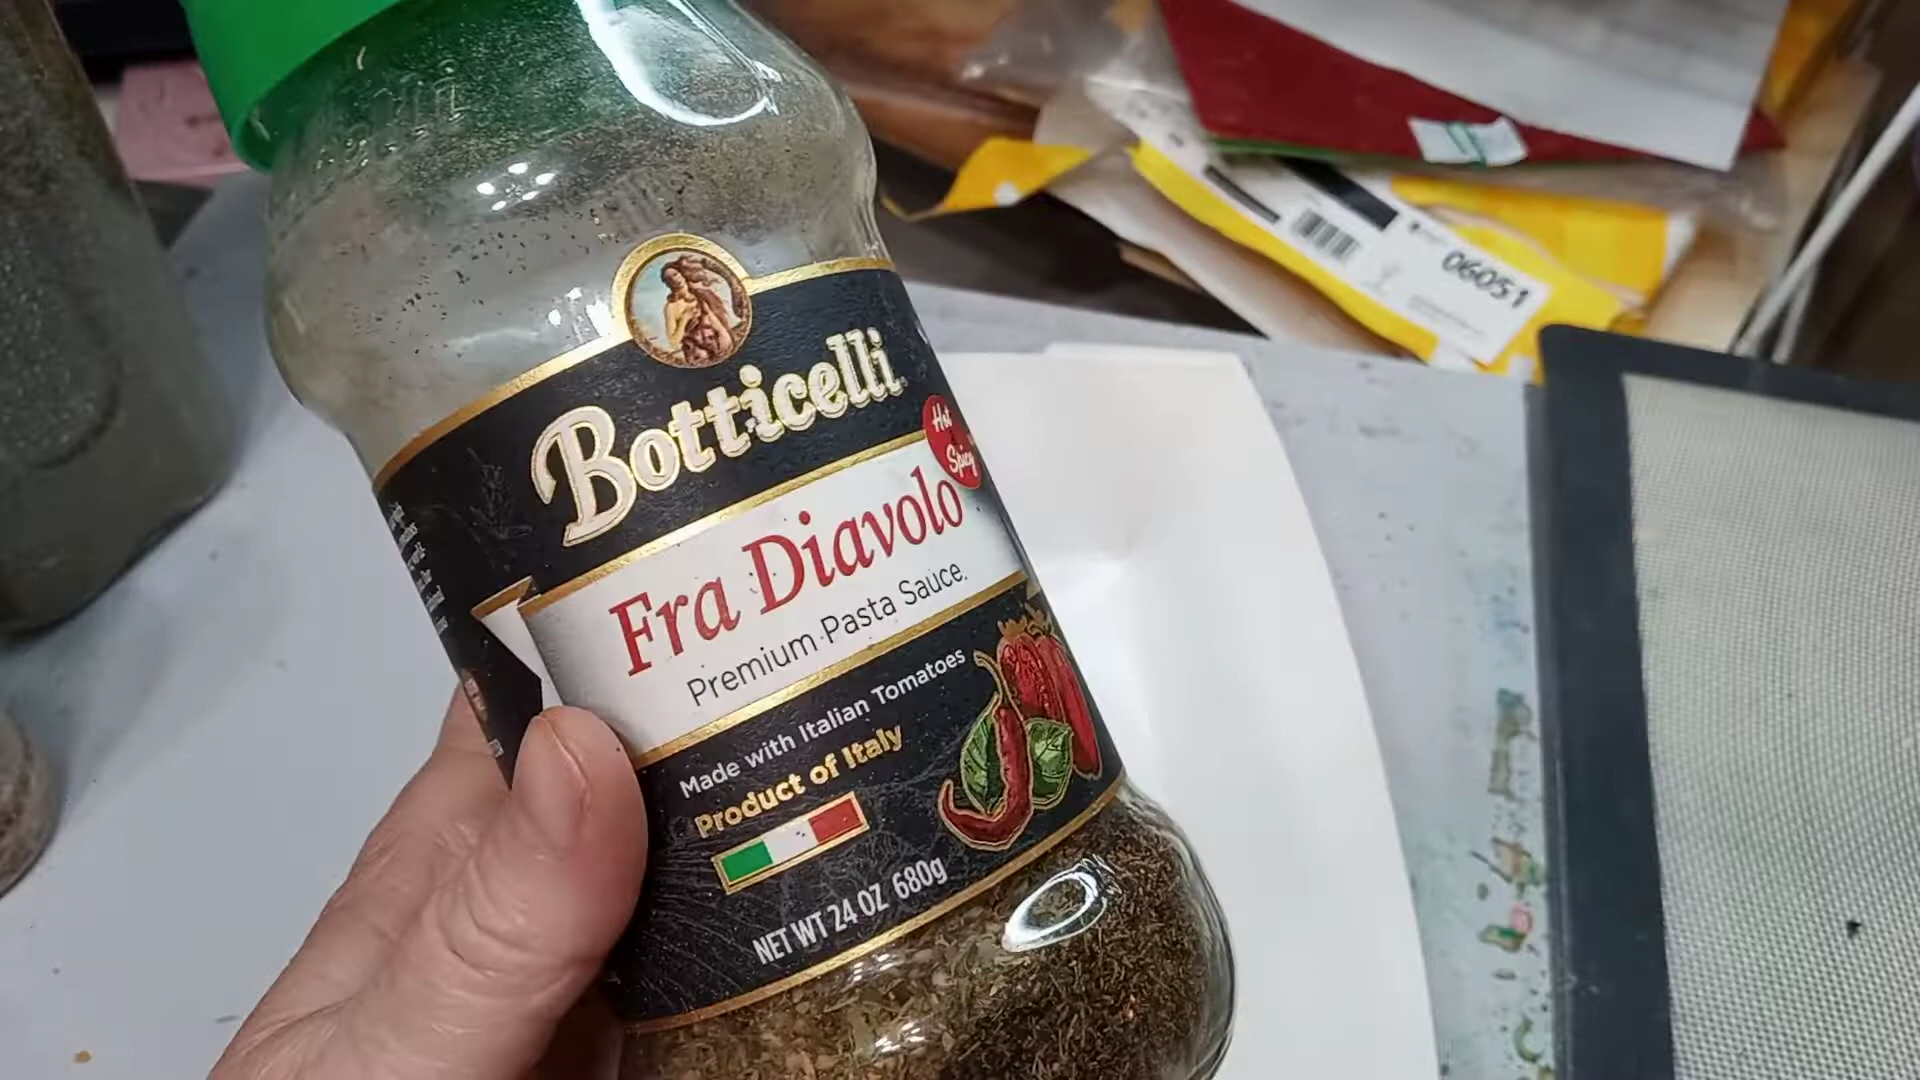 Botticelli
Hot
Spicy
Fra Diavolo
Premium Pasta Sauce
Made with Italian Tomatoes
Product of Italy
NET WT 24 OZ 680g
06051